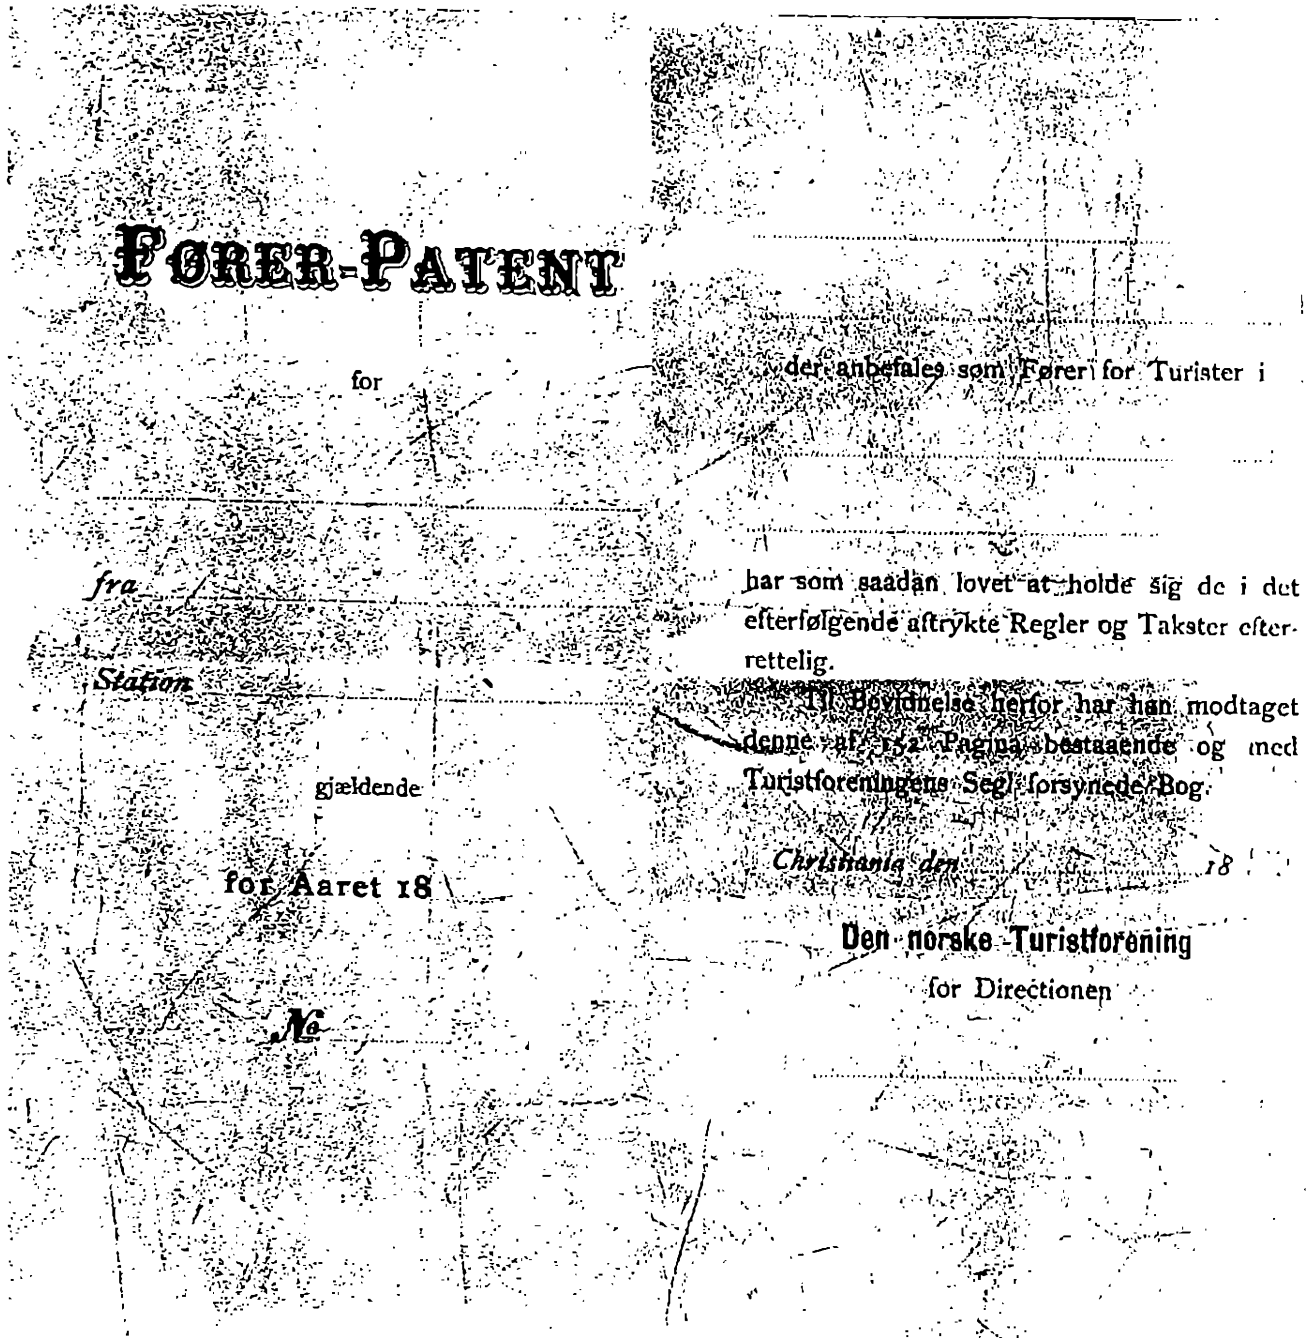 FØRER-PATENT
for
fra
Station
gjældende
for Aaret 18
№
der anbefales som Fører for Turister i
har som saadan lovet at holde sig de i det
efterfølgende aftrykte Regler og Takster efter-
rettelig.
Til Bevidnelse herfor har han modtaget
denne af 152 Pagina bestaaende og med
Turistforeningens Segl forsynede Bog.
Christiania den 18
Den norske Turistforening
for Directionen